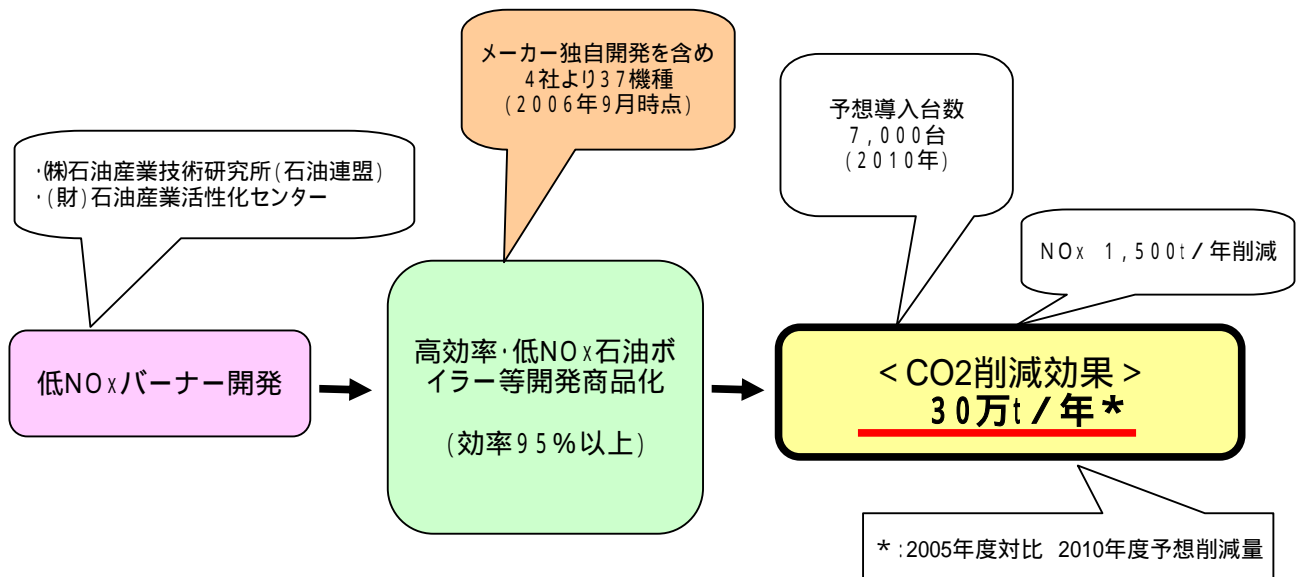 メーカー独自開発を含め
4社より37機種
(2006年9月時点)
予想導入台数
7,000台
(2010年)
・㈱石油産業技術研究所(石油連盟)
・(財)石油産業活性化センター
NOx 1,500t/年削減
低NOxバーナー開発
高効率・低NOx石油ボ
イラー等開発商品化
(効率95%以上)
<CO2削減効果>
30万t/年*
*:2005年度対比 2010年度予想削減量